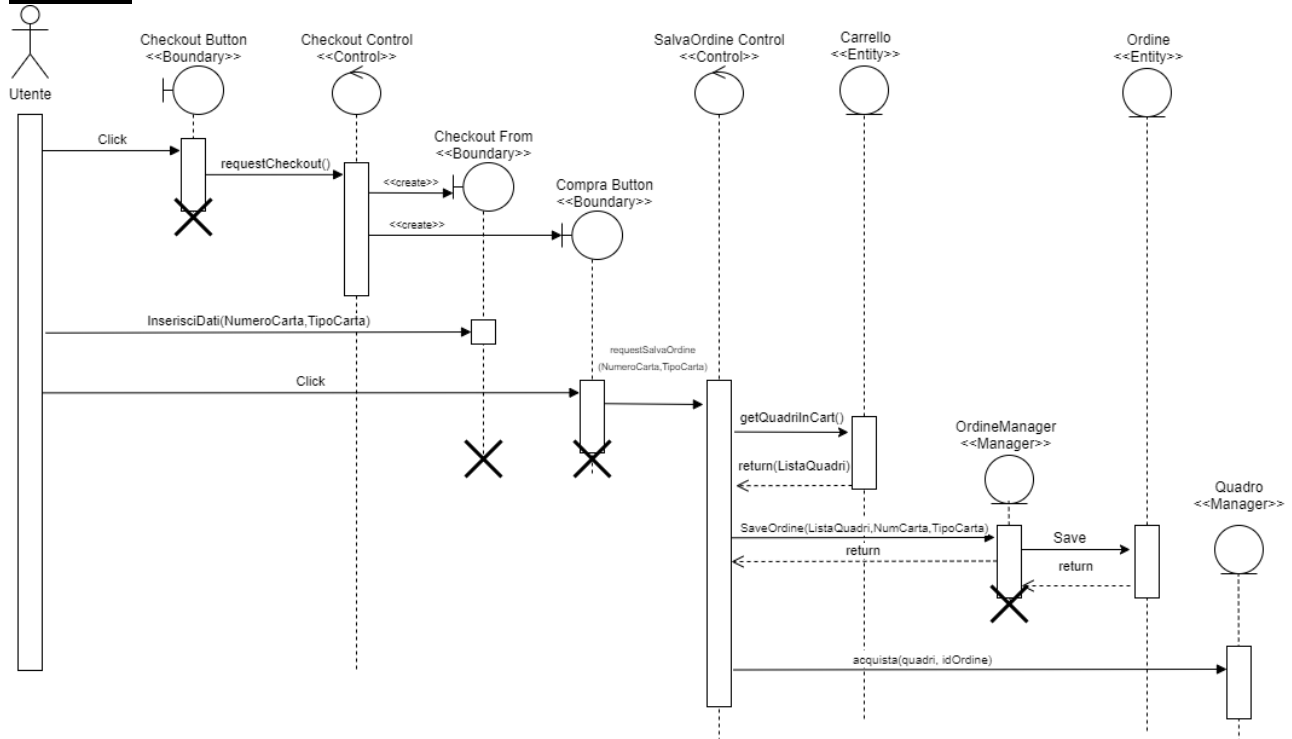 Utente
Checkout Button
<<Boundary>>
Checkout Control
<<Control>>
SalvaOrdine Control
<<Control>>
Carrello
<<Entity>>
Ordine
<<Entity>>
Click
requestCheckout()
Checkout From
<<Boundary>>
<<create>>
Compra Button
<<Boundary>>
<<create>>
InserisciDati(NumeroCarta,TipoCarta)
requestSalvaOrdine
(NumeroCarta,TipoCarta)
Click
getQuadriInCart()
OrdineManager
<<Manager>>
return(ListaQuadri)
Quadro
<<Manager>>
SaveOrdine(ListaQuadri,NumCarta,TipoCarta)
Save
return
return
acquista(quadri, idOrdine)